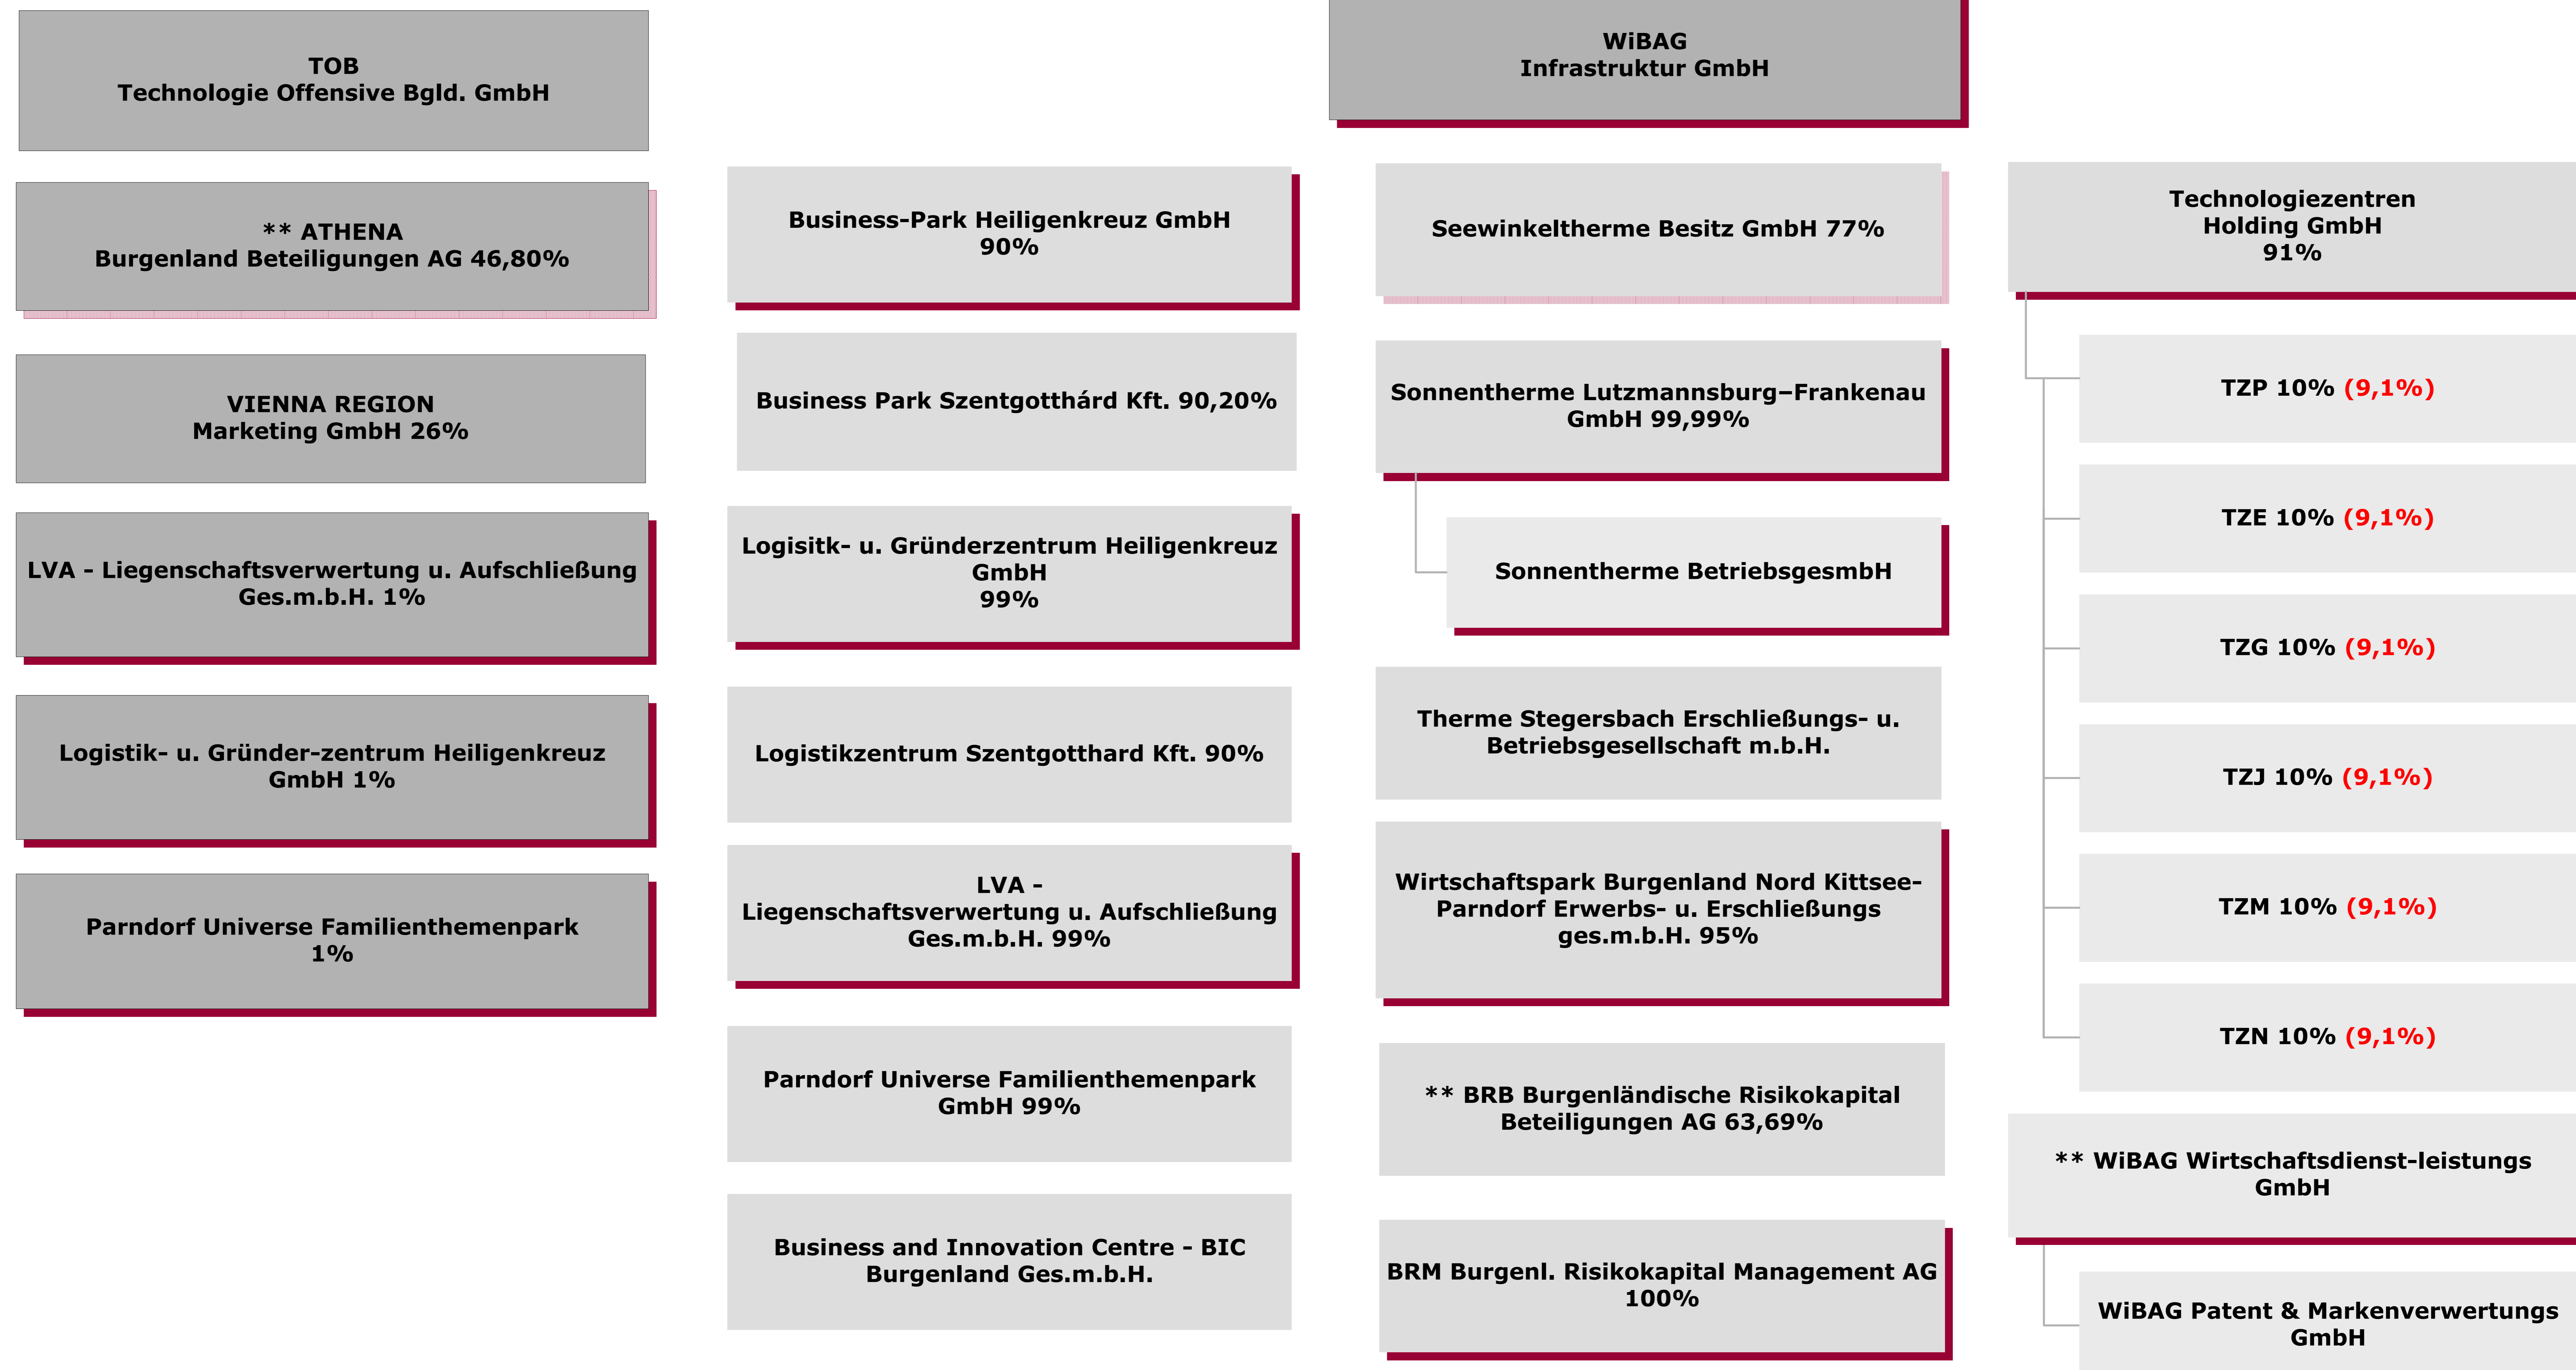 TOB
Technologie Offensive Bgld. GmbH
** ATHENA
Burgenland Beteiligungen AG 46,80%
VIENNA REGION
Marketing GmbH 26%
LVA - Liegenschaftsverwertung u. Aufschließung
Ges.m.b.H. 1%
Logistik- u. Gründer-zentrum Heiligenkreuz
GmbH 1%
Parndorf Universe Familienthemenpark
1%
WiBAG
Infrastruktur GmbH
Business-Park Heiligenkreuz GmbH
90%
Business Park Szentgotthárd Kft. 90,20%
Logisitk- u. Gründerzentrum Heiligenkreuz
GmbH
99%
Logistikzentrum Szentgotthard Kft. 90%
LVA -
Liegenschaftsverwertung u. Aufschließung
Ges.m.b.H. 99%
Parndorf Universe Familienthemenpark
GmbH 99%
Business and Innovation Centre - BIC
Burgenland Ges.m.b.H.
Seewinkeltherme Besitz GmbH 77%
Sonnentherme Lutzmannsburg–Frankenau
GmbH 99,99%
Sonnentherme BetriebsgesmbH
Therme Stegersbach Erschließungs- u.
Betriebsgesellschaft m.b.H.
Wirtschaftspark Burgenland Nord Kittsee-
Parndorf Erwerbs- u. Erschließungs
ges.m.b.H. 95%
** BRB Burgenländische Risikokapital
Beteiligungen AG 63,69%
BRM Burgenl. Risikokapital Management AG
100%
Technologiezentren
Holding GmbH
91%
TZP 10% (9,1%)
TZE 10% (9,1%)
TZG 10% (9,1%)
TZJ 10% (9,1%)
TZM 10% (9,1%)
TZN 10% (9,1%)
** WiBAG Wirtschaftsdienst-leistungs
GmbH
WiBAG Patent & Markenverwertungs
GmbH